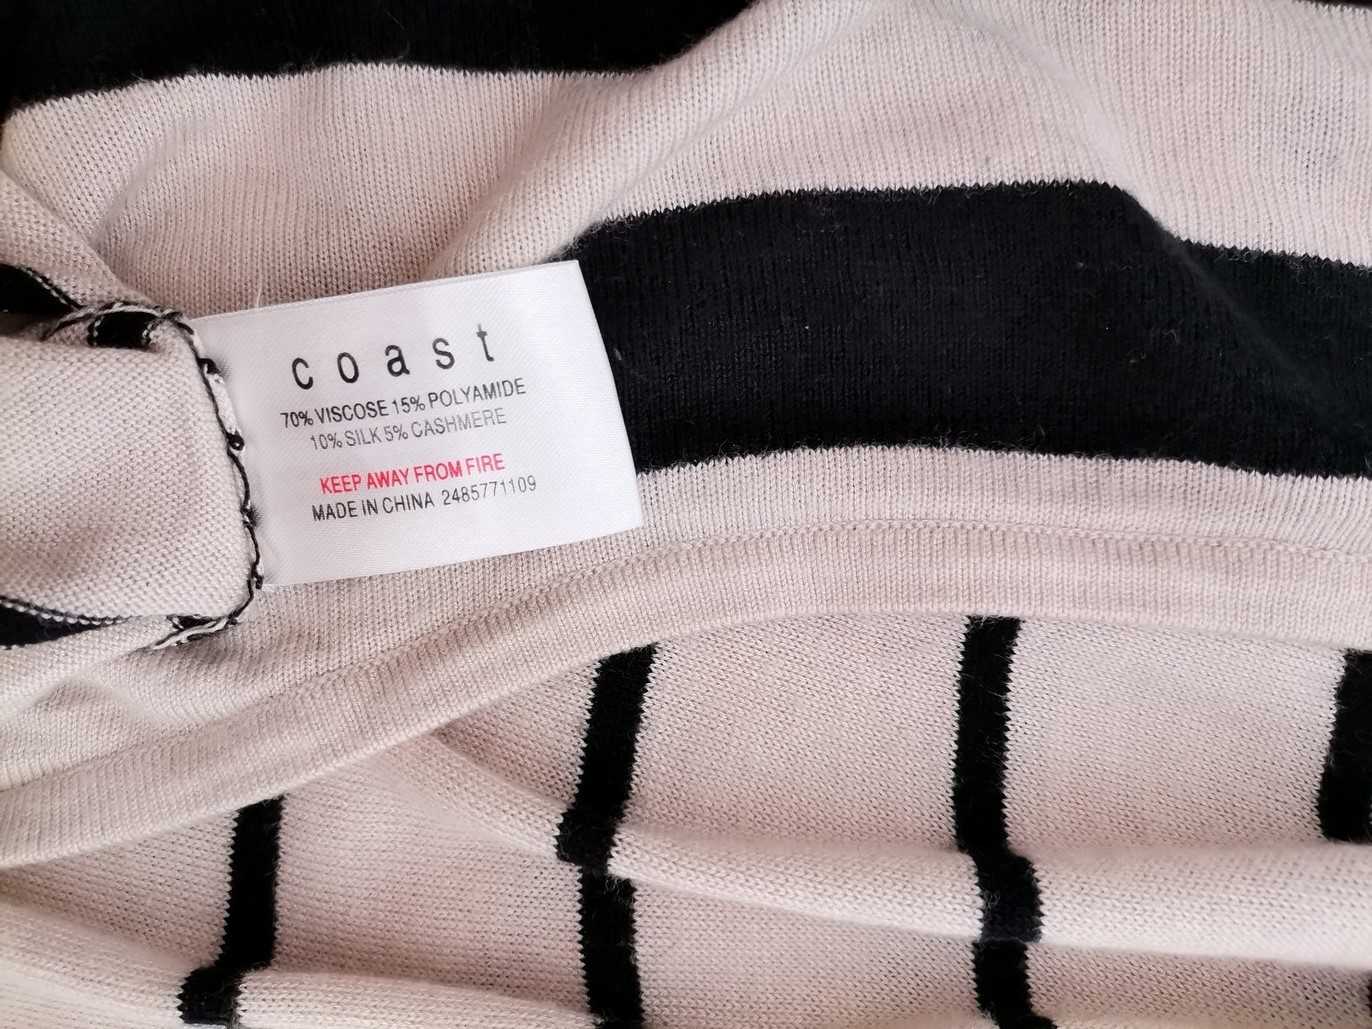 coast
70% VISCOSE 15% POLYAMIDE
10% SILK 5% CASHMERE
KEEP AWAY FROM FIRE
MADE IN CHINA 2485771109